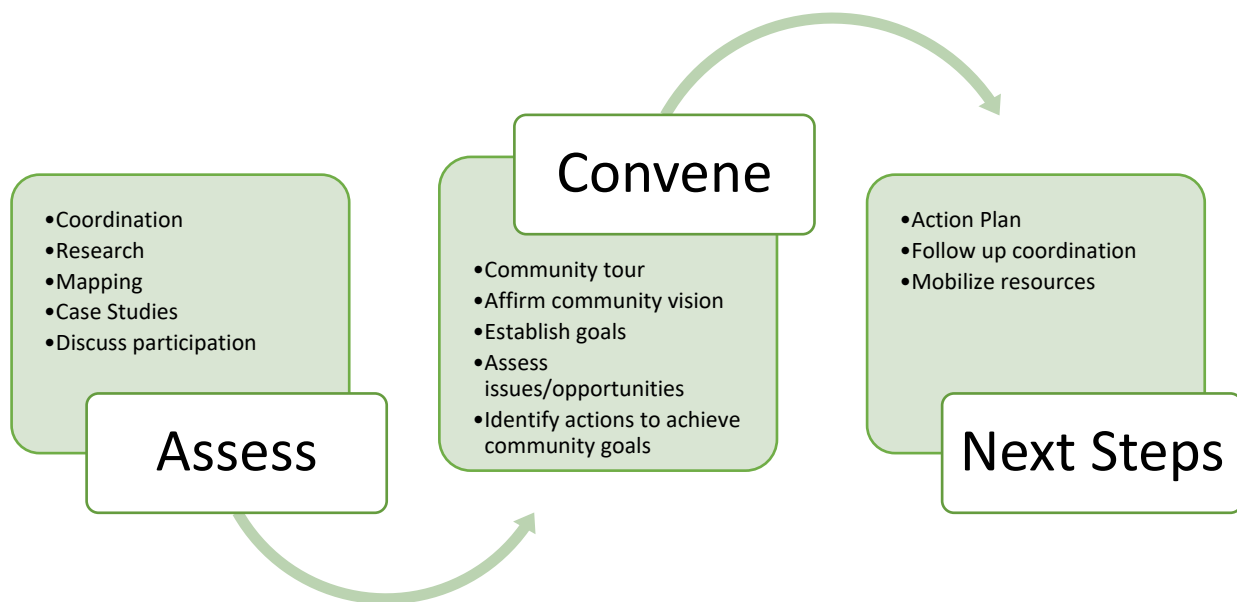 •Coordination
•Research
•Mapping
•Case Studies
•Discuss participation
Assess
Convene
•Community tour
•Affirm community vision
•Establish goals
•Assess
issues/opportunities
•Identify actions to achieve
community goals
•Action Plan
•Follow up coordination
•Mobilize resources
Next Steps